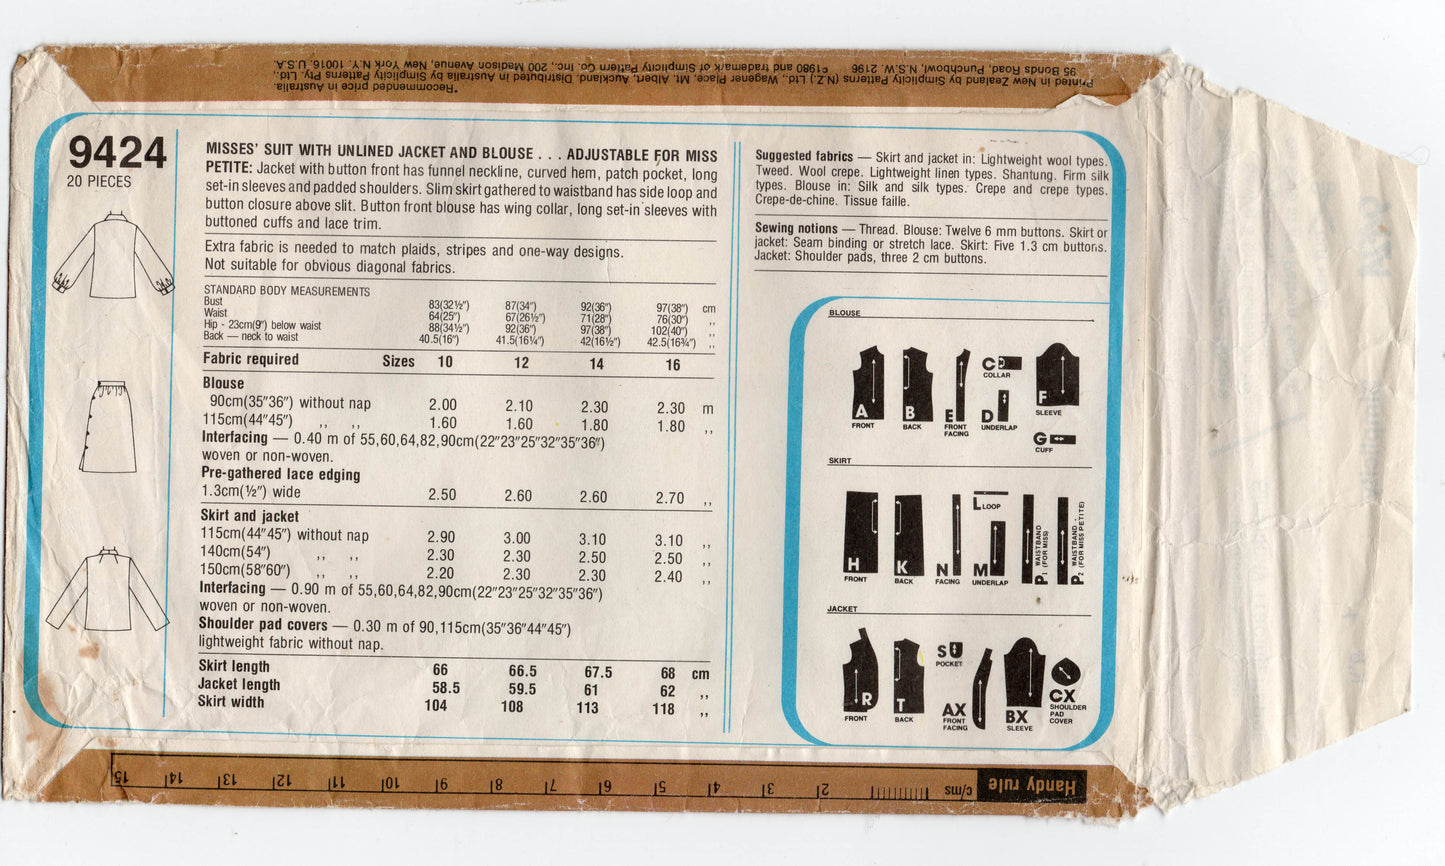 *Recommended price in Australia.
Printed in New Zealand by Simplicity Patterns (N.Z.) Ltd., Wagener Place, Mt. Albert, Auckland. Distributed in Australia by Simplicity Patterns Pty. Ltd.,
95 Bonds Road, Punchbowl, N.S.W. 2196 ©1980 and trademark of Simplicity Pattern Co. Inc., 200 Madison Avenue, New York N.Y. 10016. U.S.A.
9424
20 PIECES
MISSES' SUIT WITH UNLINED JACKET AND BLOUSE . . . ADJUSTABLE FOR MISS
PETITE: Jacket with button front has funnel neckline, curved hem, patch pocket, long
set-in sleeves and padded shoulders. Slim skirt gathered to waistband has side loop and
button closure above slit. Button front blouse has wing collar, long set-in sleeves with
buttoned cuffs and lace trim.
Extra fabric is needed to match plaids, stripes and one-way designs.
Not suitable for obvious diagonal fabrics.
STANDARD BODY MEASUREMENTS
Bust 83(32½") 87(34") 92(36") 97(38") cm
Waist 64(25") 67(26½") 71(28") 76(30") ,,
Hip - 23cm(9") below waist 88(34½") 92(36") 97(38") 102(40") ,,
Back — neck to waist 40.5(16") 41.5(16¼") 42(16½") 42.5(16¾") ,,
Fabric required Sizes 10 12 14 16
Blouse
90cm(35"36") without nap 2.00 2.10 2.30 2.30 m
115cm(44"45") ,, ,, 1.60 1.60 1.80 1.80 ,,
Interfacing — 0.40 m of 55,60,64,82,90cm(22"23"25"32"35"36")
woven or non-woven.
Pre-gathered lace edging
1.3cm(½") wide 2.50 2.60 2.60 2.70 ,,
Skirt and jacket
115cm(44"45") without nap 2.90 3.00 3.10 3.10 ,,
140cm(54") ,, ,, 2.30 2.30 2.50 2.50 ,,
150cm(58"60") ,, ,, 2.20 2.30 2.30 2.40 ,,
Interfacing — 0.90 m of 55,60,64,82,90cm(22"23"25"32"35"36")
woven or non-woven.
Shoulder pad covers — 0.30 m of 90,115cm(35"36"44"45")
lightweight fabric without nap.
Skirt length 66 66.5 67.5 68 cm
Jacket length 58.5 59.5 61 62 ,,
Skirt width 104 108 113 118 ,,
Suggested fabrics — Skirt and jacket in: Lightweight wool types.
Tweed. Wool crepe. Lightweight linen types. Shantung. Firm silk
types. Blouse in: Silk and silk types. Crepe and crepe types.
Crepe-de-chine. Tissue faille.
Sewing notions — Thread. Blouse: Twelve 6 mm buttons. Skirt or
jacket: Seam binding or stretch lace. Skirt: Five 1.3 cm buttons.
Jacket: Shoulder pads, three 2 cm buttons.
BLOUSE
A FRONT
B BACK
E FRONT FACING
C COLLAR
D UNDERLAP
F SLEEVE
G CUFF
SKIRT
H FRONT
K BACK
N FACING
L LOOP
M UNDERLAP
P1 WAISTBAND (FOR MISS)
P2 WAISTBAND (FOR MISS PETITE)
JACKET
R FRONT
T BACK
S POCKET
AX FRONT FACING
BX SLEEVE
CX SHOULDER PAD COVER
Handy rule c/ms 2 3 4 5 6 7 8 9 10 11 12 13 14 15